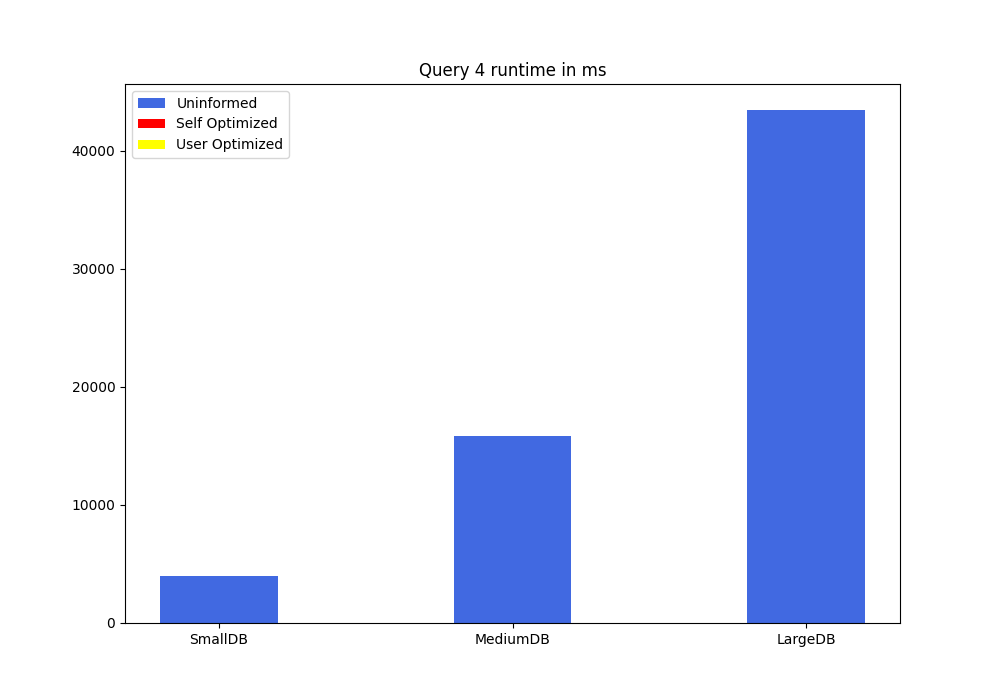 Query 4 runtime in ms
Uninformed
Self Optimized
User Optimized
40000
30000
20000
10000
0
SmallDB MediumDB LargeDB